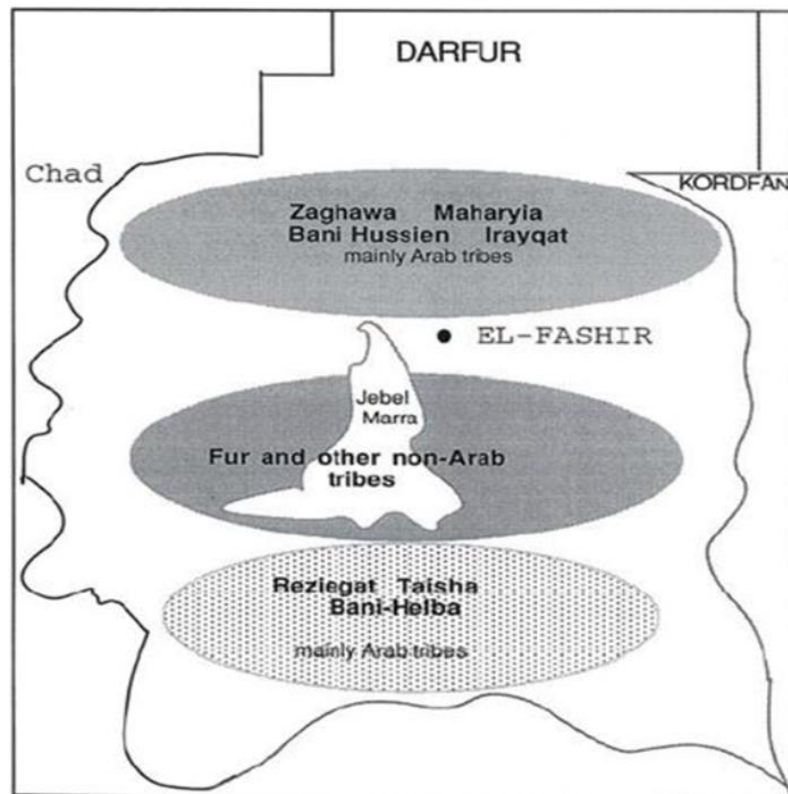 DARFUR
Chad
KORDFAN
Zaghawa Maharyia
Bani Hussien Irayqat
mainly Arab tribes
EL-FASHIR
Jebel
Marra
Fur and other non-Arab
tribes
Reziegat Taisha
Bani-Helba
mainly Arab tribes